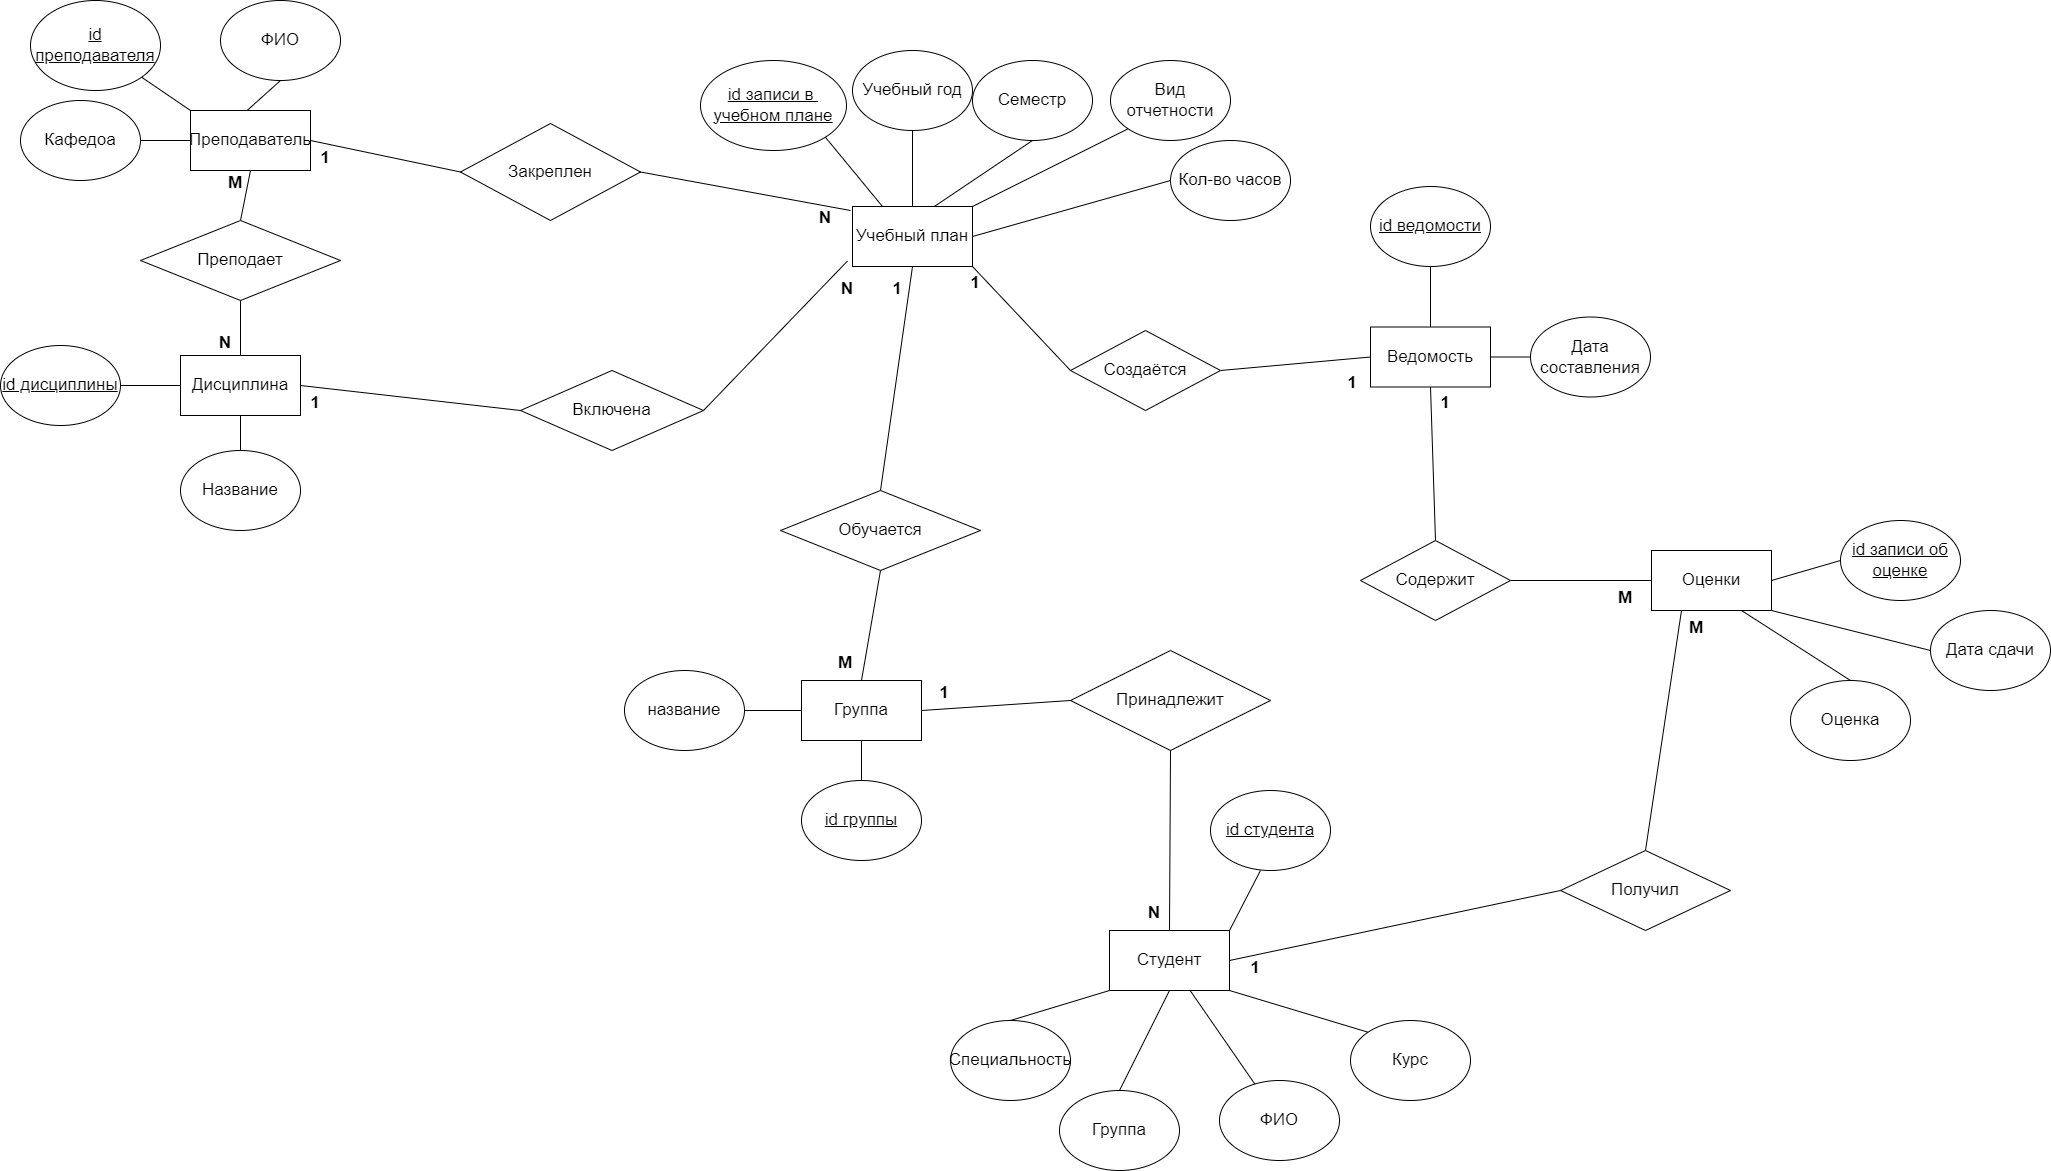 id
преподавателя
ФИО
Кафедоа
Преподаватель
1
M
Закреплен
N
id записи в
учебном плане
Учебный год
Семестр
Вид
отчетности
Кол-во часов
Учебный план
Преподает
N
id дисциплины
Дисциплина
1
Название
Включена
N
1
1
Создаётся
1
id ведомости
Ведомость
Дата
составления
1
Обучается
M
название
Группа
1
id группы
Принадлежит
N
Содержит
M
Оценки
M
id записи об
оценке
Дата сдачи
Оценка
Получил
id студента
Студент
1
Специальность
Группа
ФИО
Курс